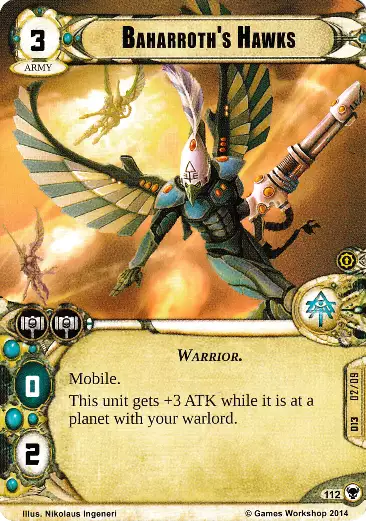 3
BAHARROTH'S HAWKS
ARMY
WARRIOR.
Mobile.
This unit gets +3 ATK while it is at a
planet with your warlord.
0
2
D13 02/09
112
Illus. Nikolaus Ingeneri
© Games Workshop 2014